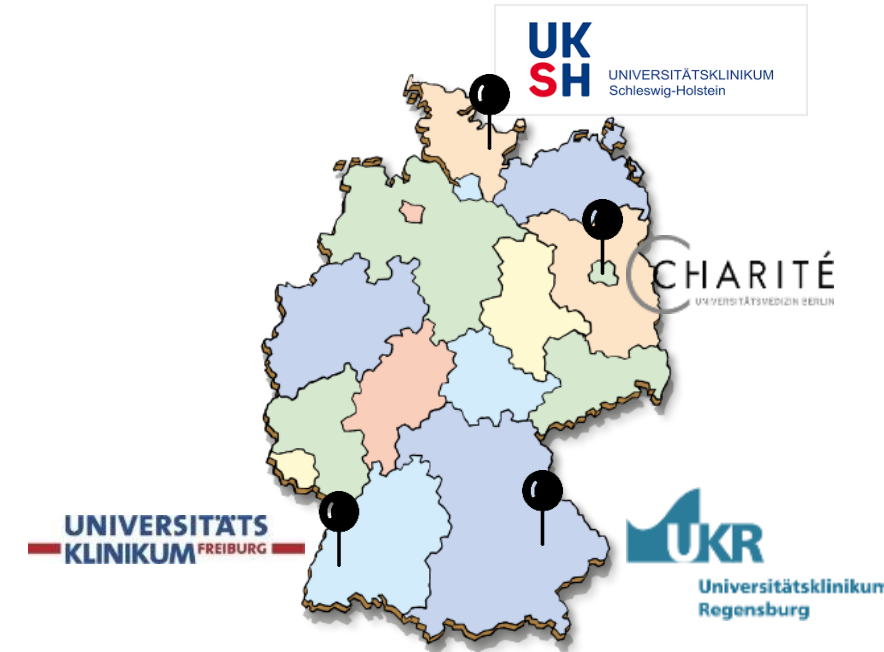 UK
SH UNIVERSITÄTSKLINIKUM
Schleswig-Holstein
CHARITÉ
UNIVERSITÄTSMEDIZIN BERLIN
UNIVERSITÄTS
KLINIKUM FREIBURG
UKR
Universitätsklinikum
Regensburg